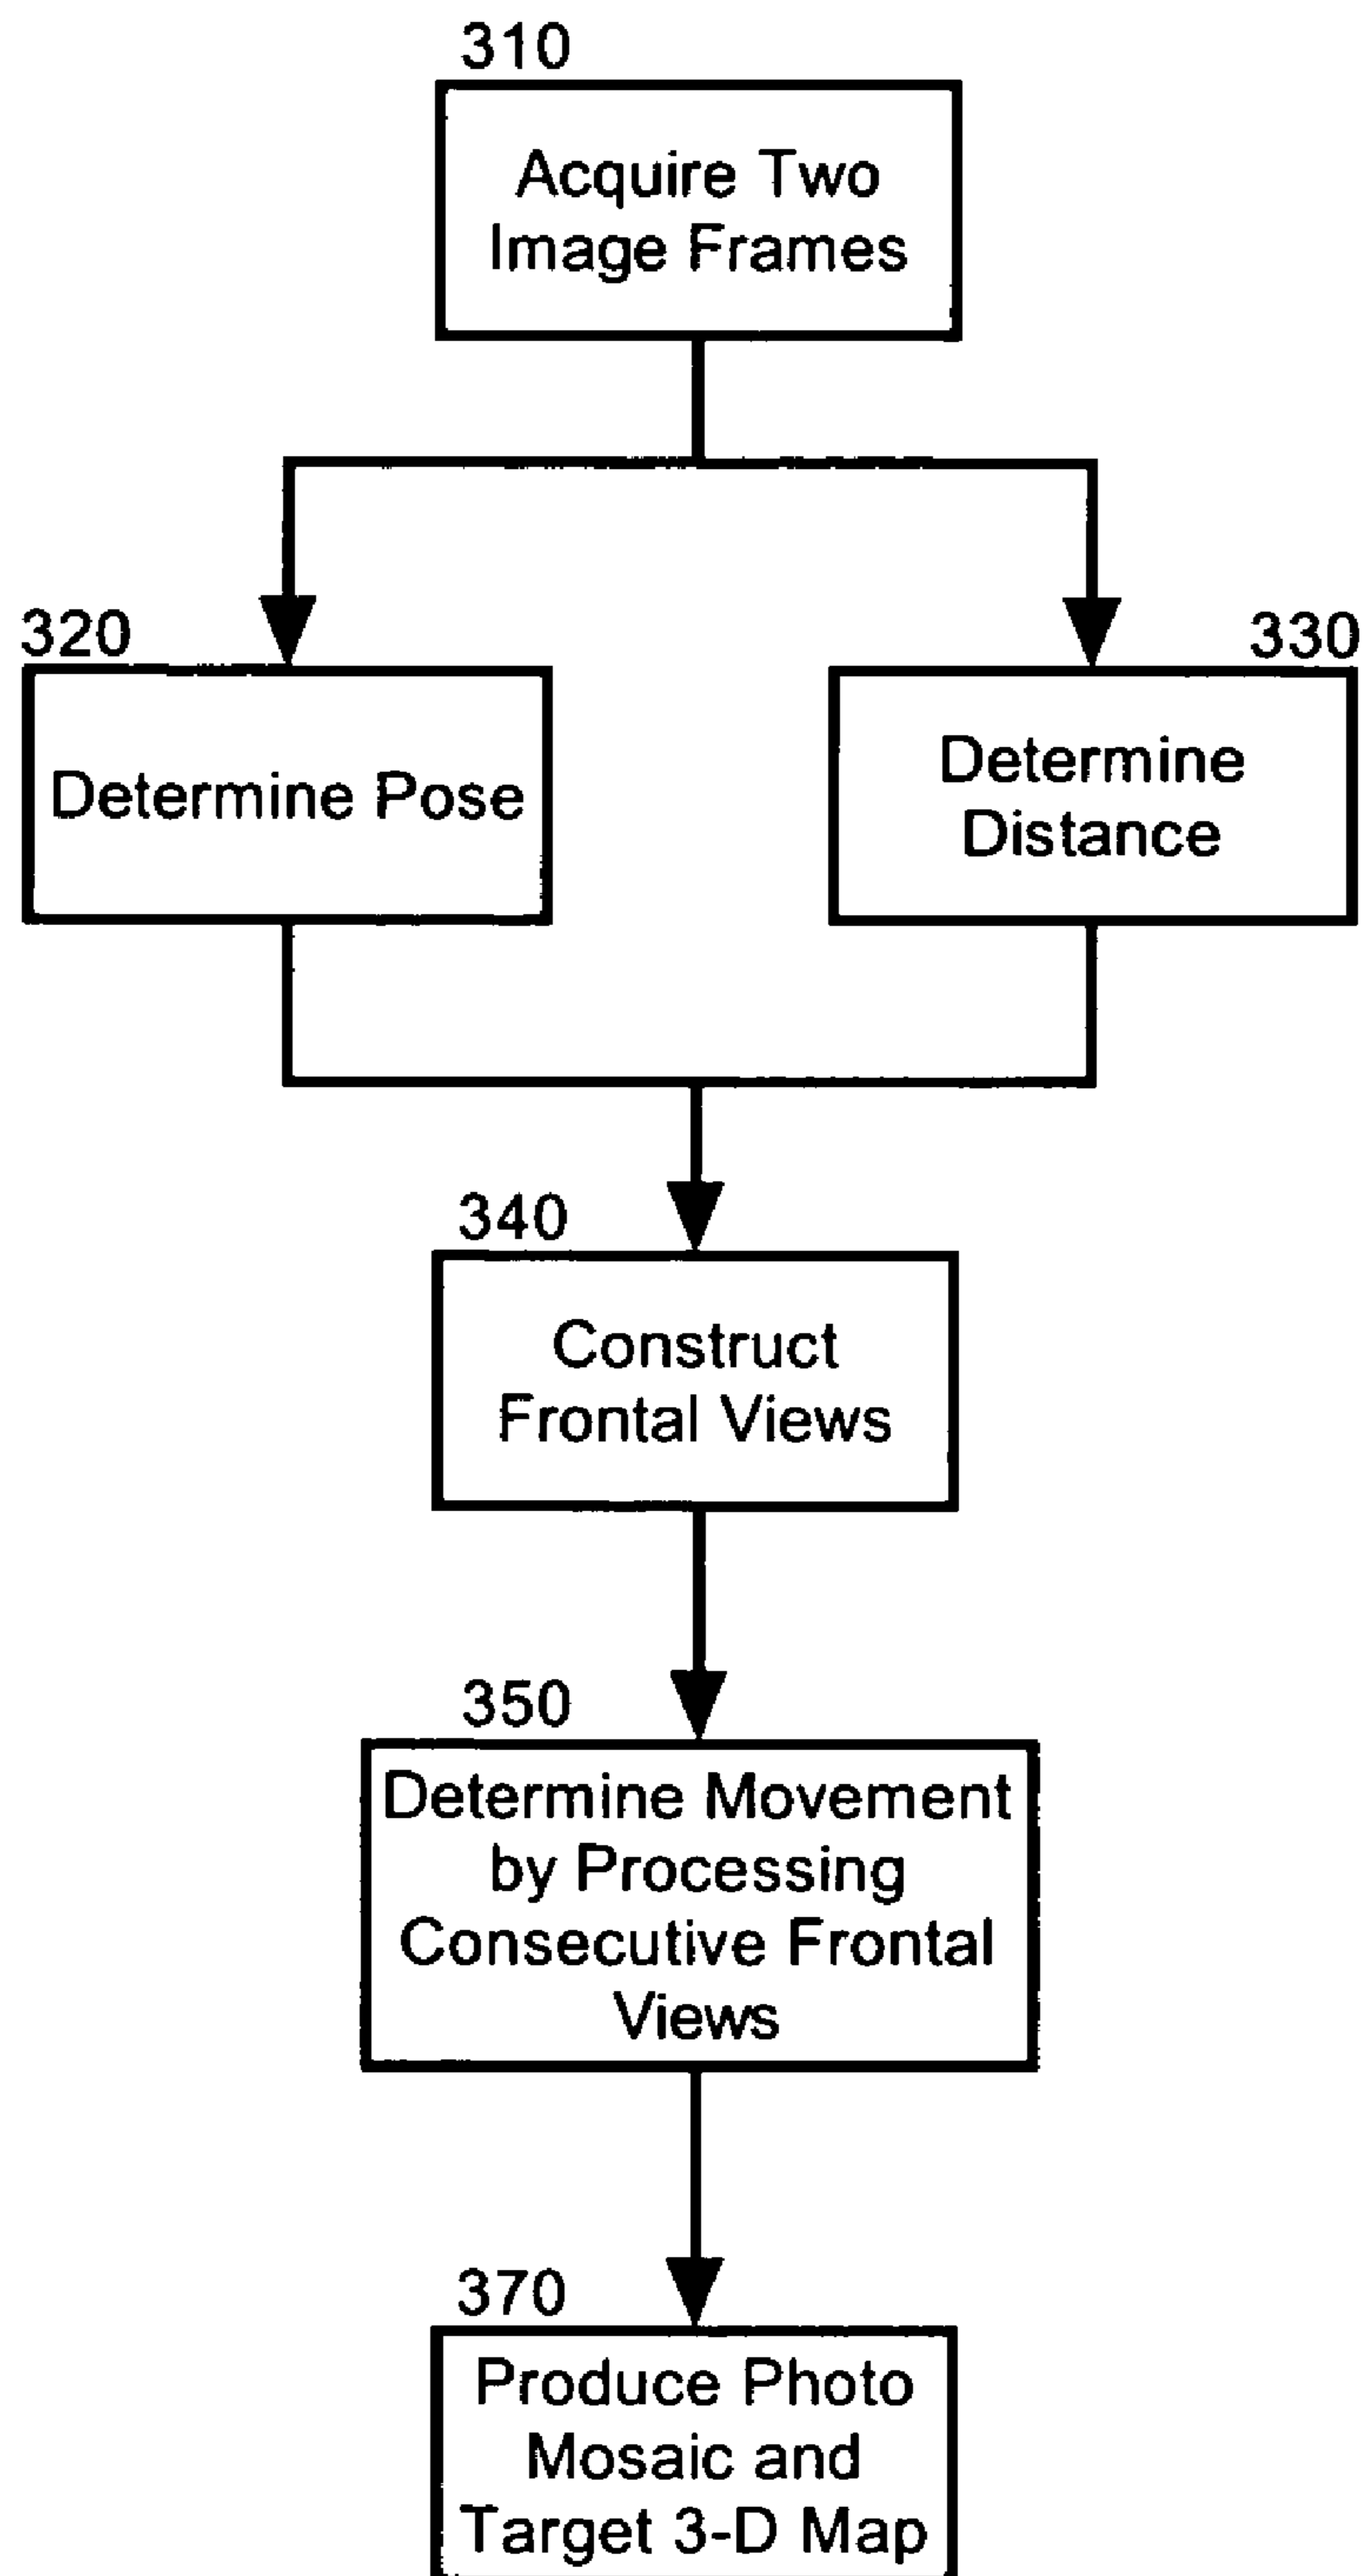 310
Acquire Two
Image Frames
320
330
Determine Pose
Determine
Distance
340
Construct
Frontal Views
350
Determine Movement
by Processing
Consecutive Frontal
Views
370
Produce Photo
Mosaic and
Target 3-D Map